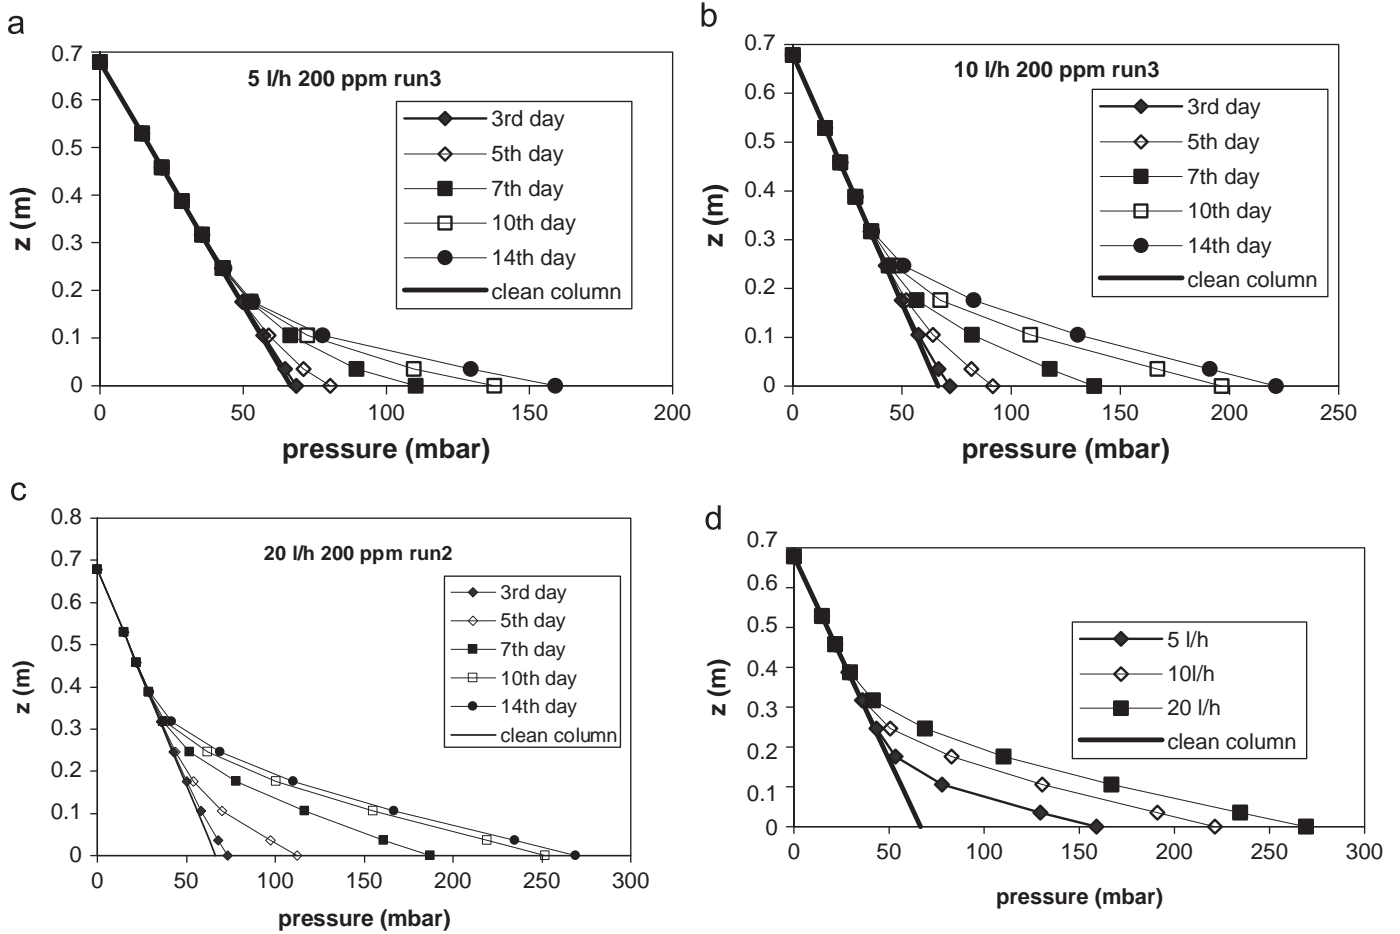 a
5 l/h 200 ppm run3
0.7
0.6
0.5
0.4
0.3
0.2
0.1
0
z (m)
3rd day
5th day
7th day
10th day
14th day
clean column
0 50 100 150 200
pressure (mbar)
b
10 l/h 200 ppm run3
0.7
0.6
0.5
0.4
0.3
0.2
0.1
0
z (m)
3rd day
5th day
7th day
10th day
14th day
clean column
0 50 100 150 200 250
pressure (mbar)
c
20 l/h 200 ppm run2
0.8
0.7
0.6
0.5
0.4
0.3
0.2
0.1
0
z (m)
3rd day
5th day
7th day
10th day
14th day
clean column
0 50 100 150 200 250 300
pressure (mbar)
d
0.7
0.6
0.5
0.4
0.3
0.2
0.1
0
z (m)
5 l/h
10l/h
20 l/h
clean column
0 50 100 150 200 250 300
pressure (mbar)